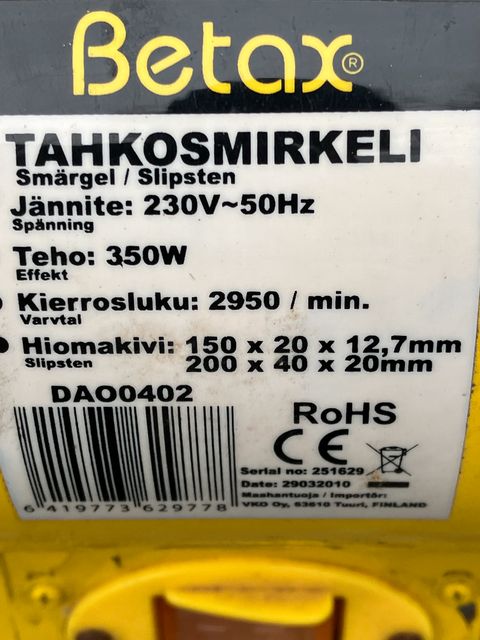 Betax®
TAHKOSMIRKELI
Smärgel / Slipsten
Jännite: 230V~50Hz
Spänning
Teho: 350W
Effekt
Kierrosluku: 2950 / min.
Varvtal
Hiomakivi: 150 x 20 x 12,7mm
Slipsten 200 x 40 x 20mm
DAO0402
RoHS
CE
Serial no: 251629
Date: 29032010
Maahantuoja / Importör:
VKO Oy, 63610 Tuuri, FINLAND
6 419773 629778